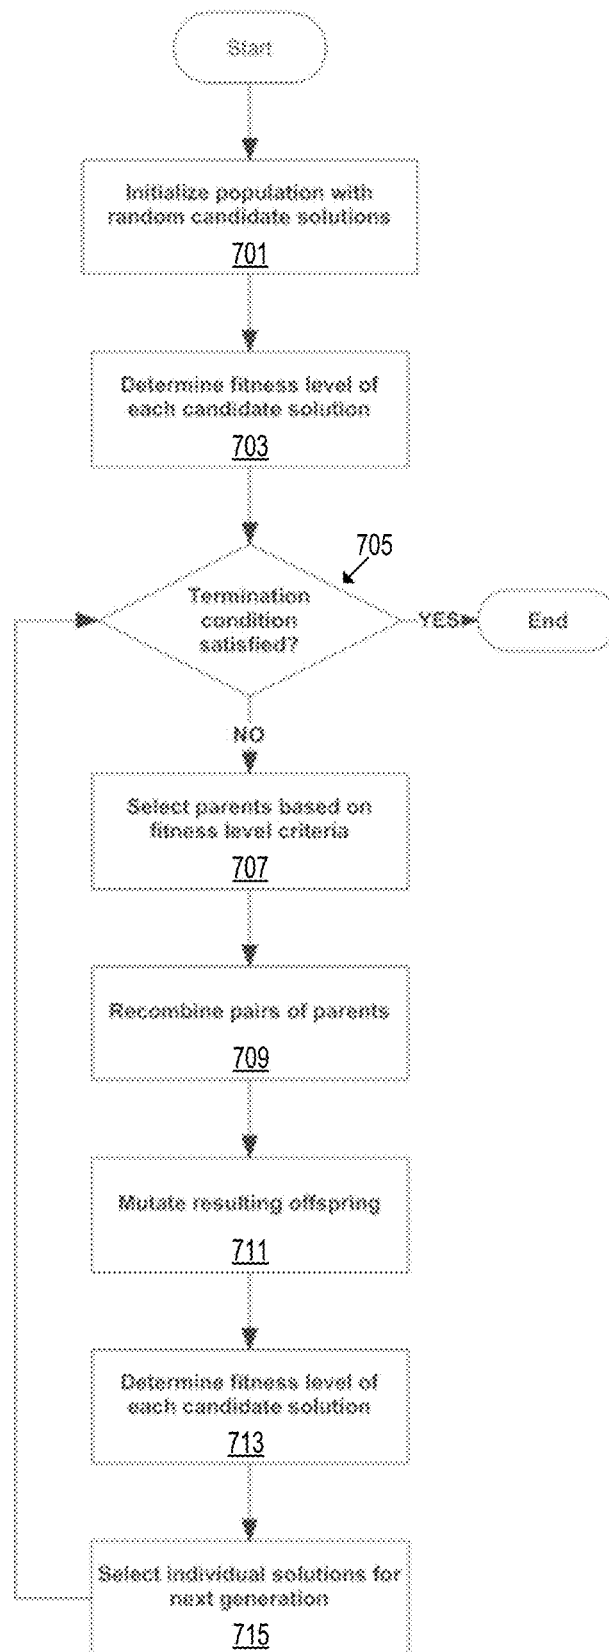 Start
Initialize population with
random candidate solutions
701
Determine fitness level of
each candidate solution
703
705
Termination
condition
satisfied?
YES
End
NO
Select parents based on
fitness level criteria
707
Recombine pairs of parents
709
Mutate resulting offspring
711
Determine fitness level of
each candidate solution
713
Select individual solutions for
next generation
715